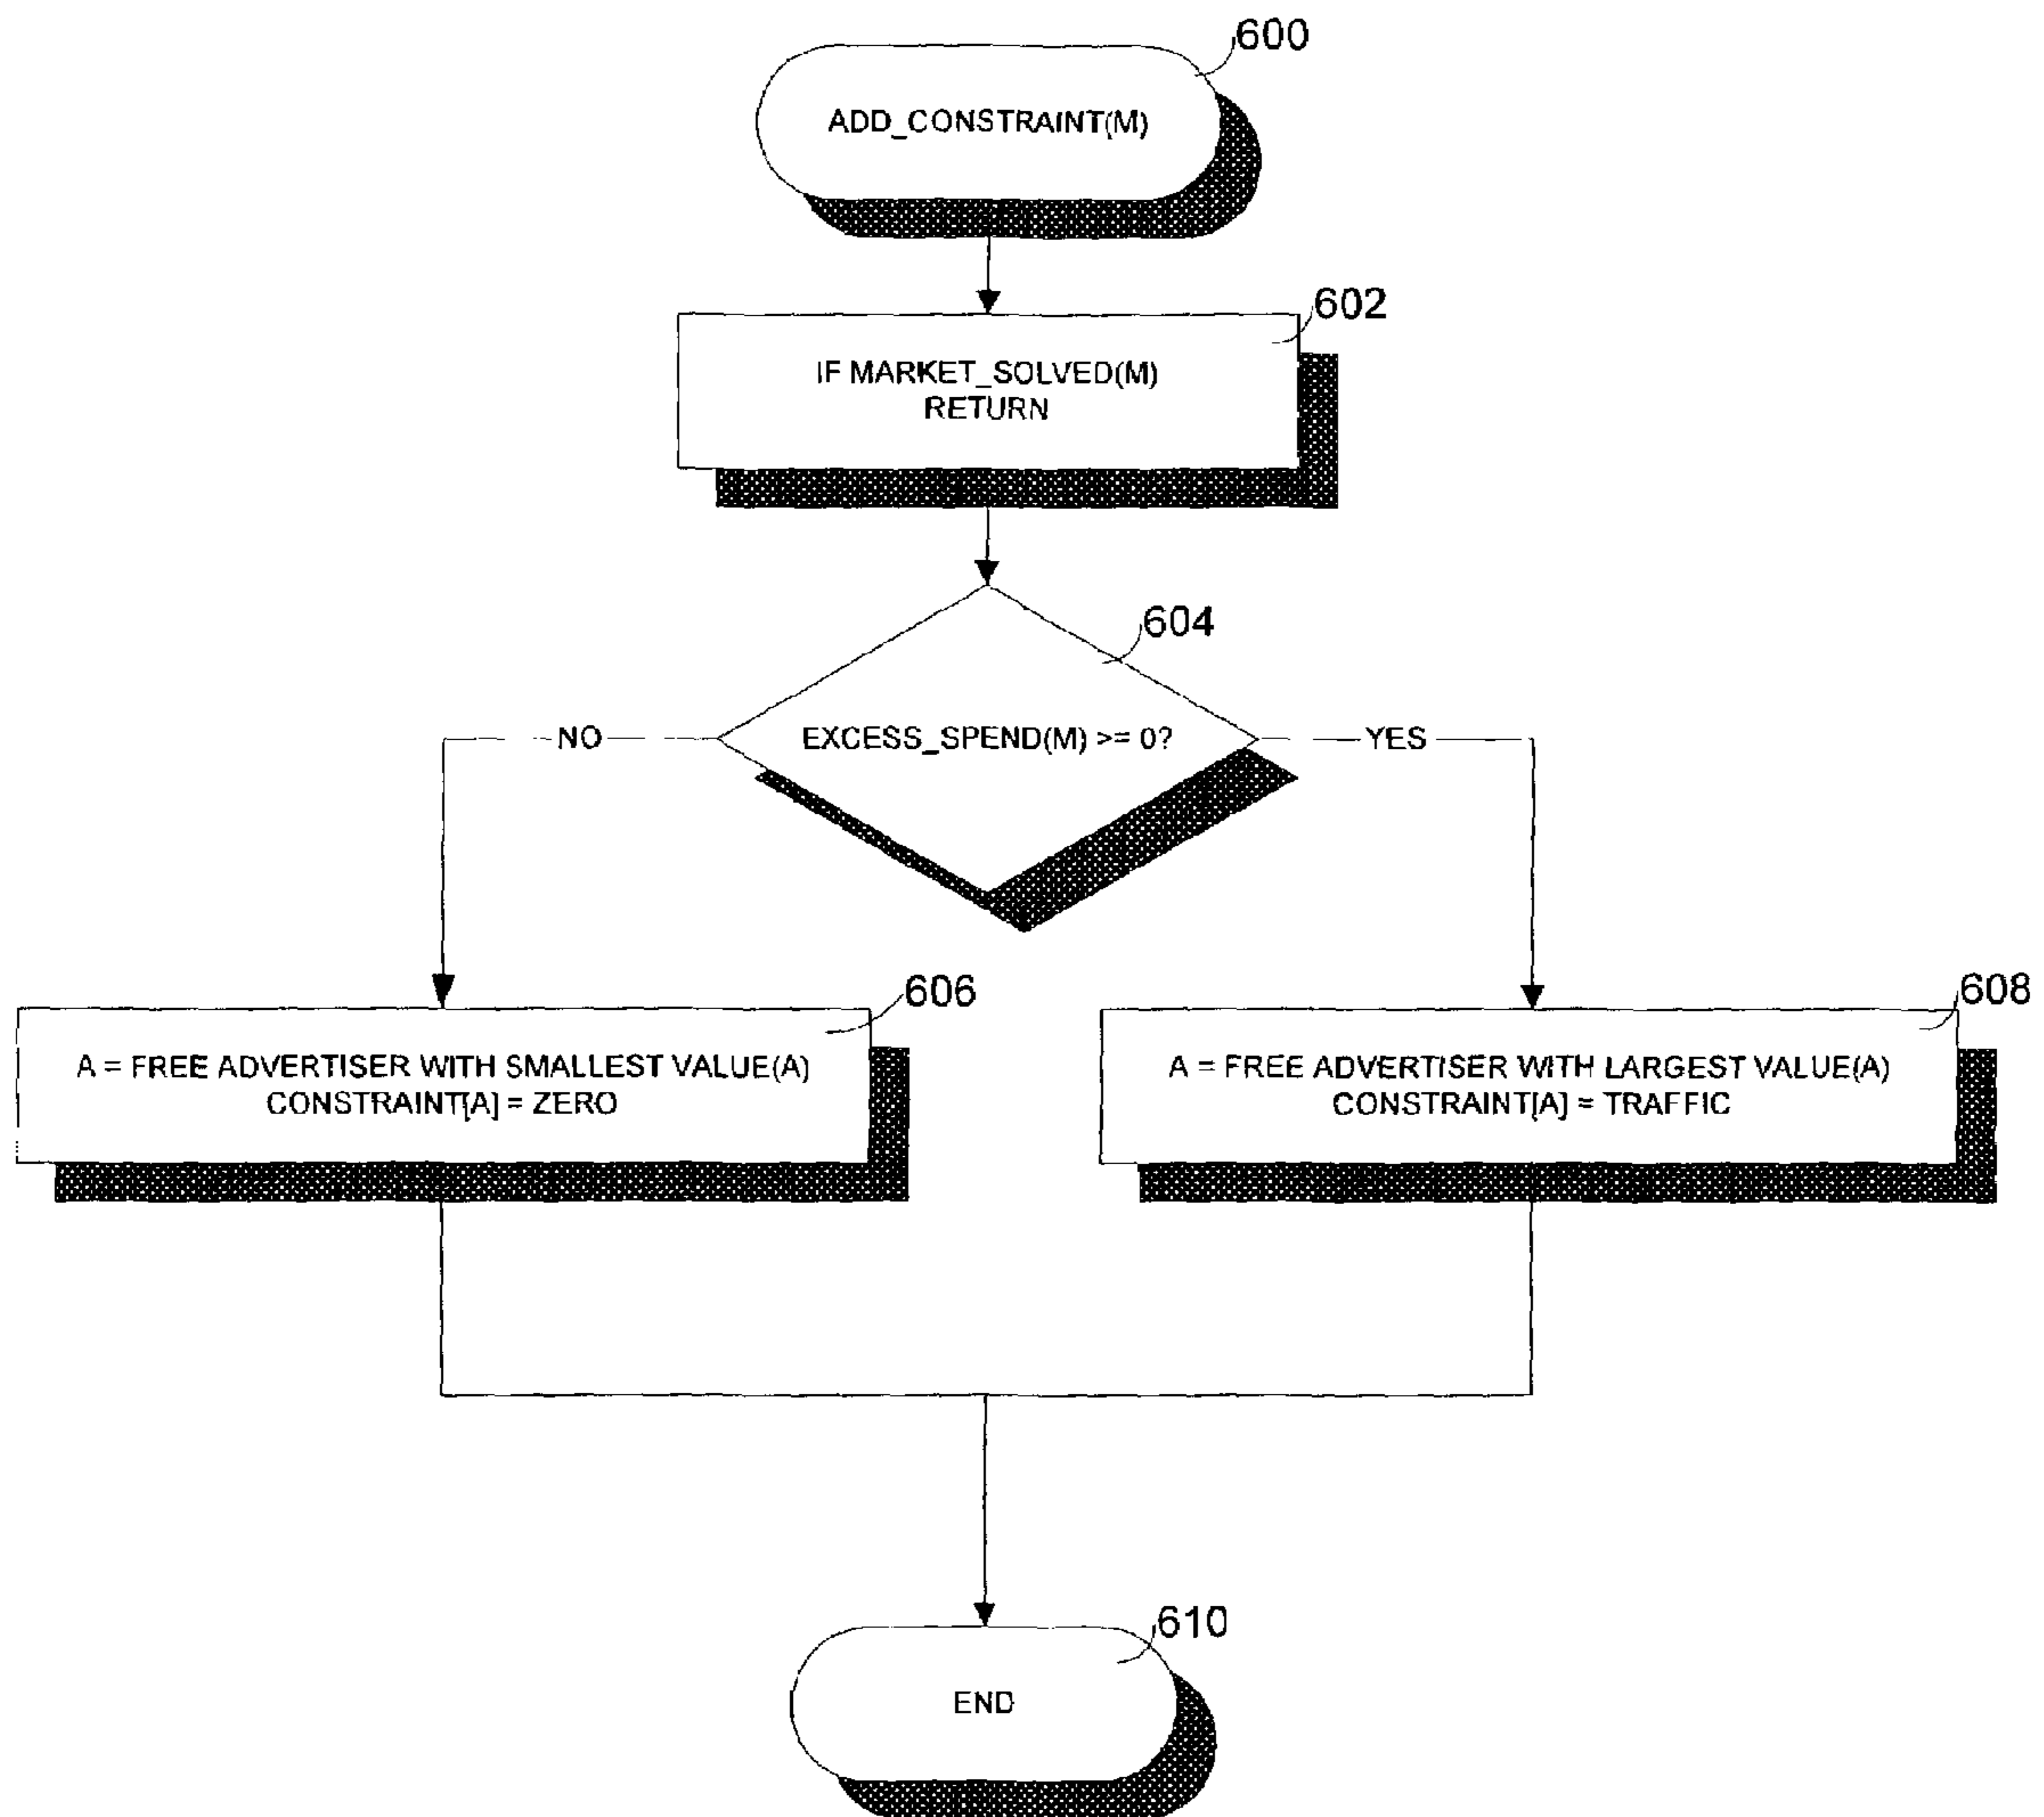 600
ADD_CONSTRAINT(M)
602
IF MARKET_SOLVED(M)
RETURN
604
EXCESS_SPEND(M) >= 0?
NO
YES
606
A = FREE ADVERTISER WITH SMALLEST VALUE(A)
CONSTRAINT[A] = ZERO
608
A = FREE ADVERTISER WITH LARGEST VALUE(A)
CONSTRAINT[A] = TRAFFIC
610
END